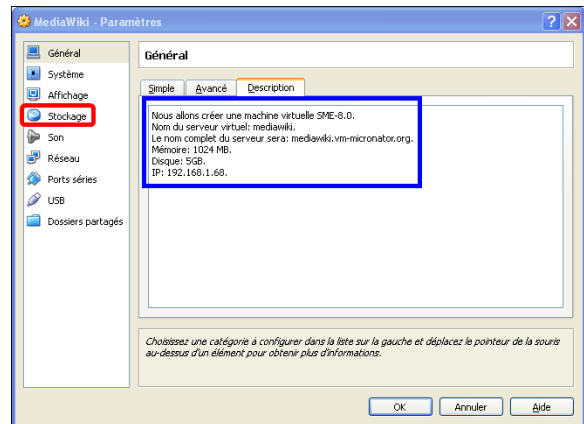 MediaWiki - Paramètres
Général
Système
Affichage
Stockage
Son
Réseau
Ports séries
USB
Dossiers partagés
Général
Simple Avancé Description
Nous allons créer une machine virtuelle SME-8.0.
Nom du serveur virtuel: mediawiki.
Le nom complet du serveur sera: mediawiki.vm-micronator.org.
Mémoire: 1024 MB.
Disque: 5GB.
IP: 192.168.1.68.
Choisissez une catégorie à configurer dans la liste sur la gauche et déplacez le pointeur de la souris
au-dessus d'un élément pour obtenir plus d'informations.
OK Annuler Aide